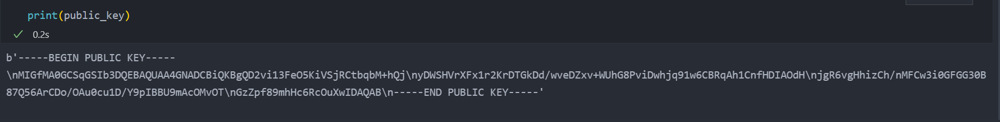 print(public_key)
0.2s
b'-----BEGIN PUBLIC KEY-----
\nMIGfMA0GCSqGSIb3DQEBAQUAA4GNADCBiQKBgQD2vi13FeO5KiVSjRCtbqbM+hQj\nyDWSHVrXFx1r2KrDTGkDd/wveDZxv+WUhG8PviDwhjq91w6CBRqAh1CnfHDIAOdH\njgR6vgHhizCh/nMFCw3i0GFGG30B
87Q56ArCDo/OAu0cu1D/Y9pIBBU9mAcOMvOT\nGzZpf89mhHc6RcOuXwIDAQAB\n-----END PUBLIC KEY-----'